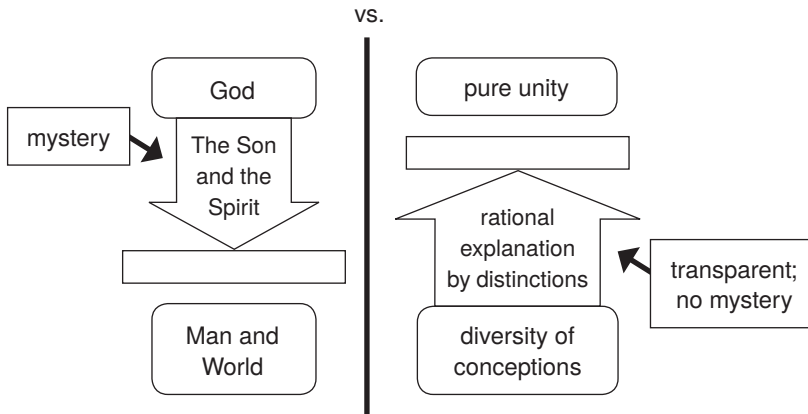 vs.
God
mystery
The Son
and the
Spirit
Man and
World
pure unity
rational
explanation
by distinctions
transparent;
no mystery
diversity of
conceptions